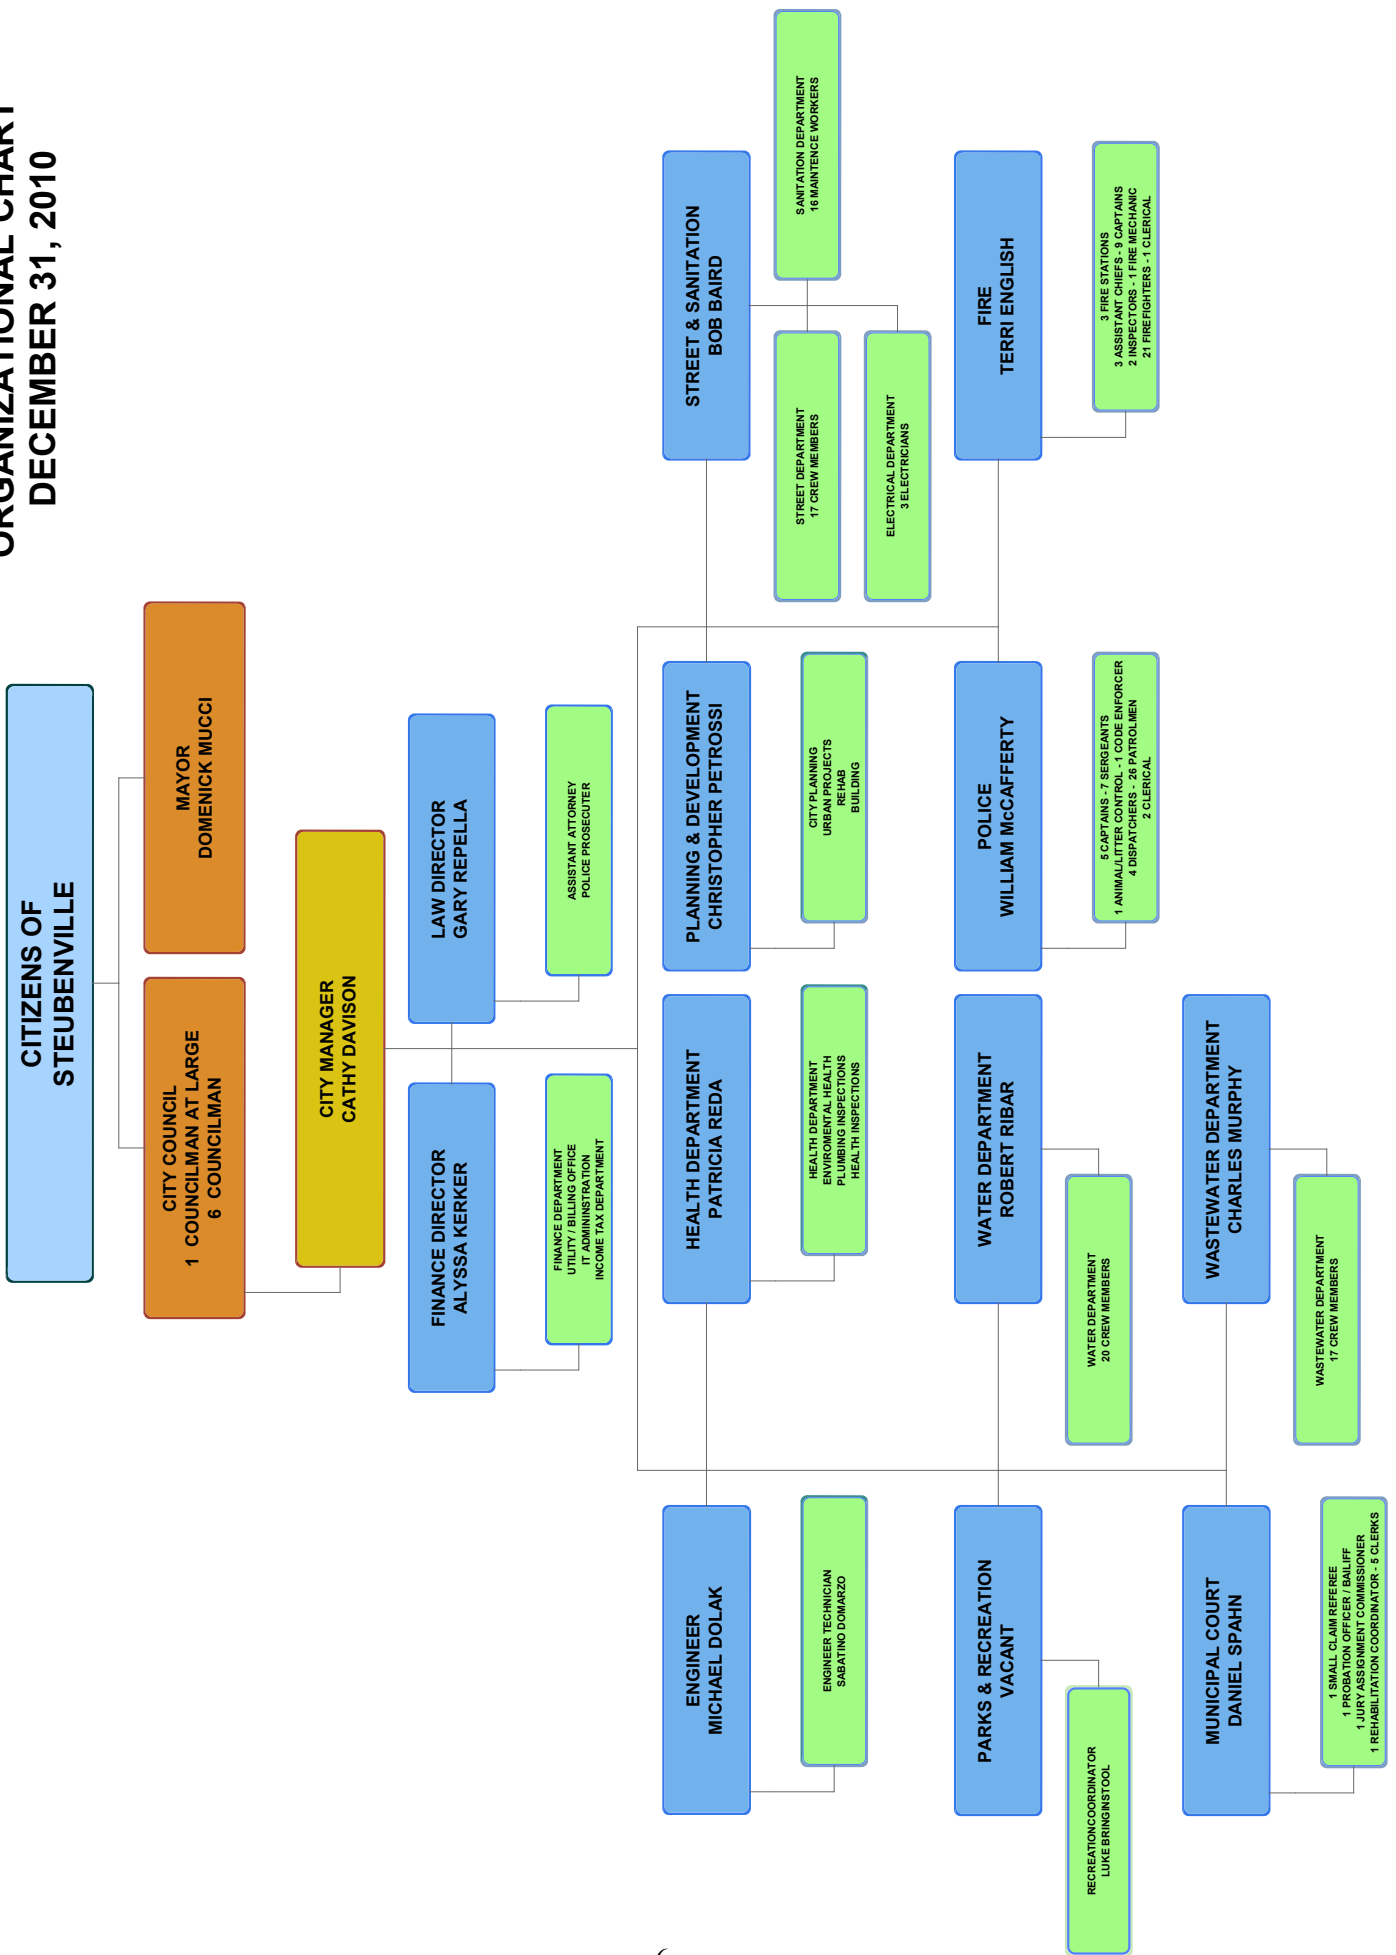 ORGANIZATIONAL CHART
DECEMBER 31, 2010
CITIZENS OF
STEUBENVILLE
CITY COUNCIL
1 COUNCILMAN AT LARGE
6 COUNCILMAN
MAYOR
DOMENICK MUCCI
CITY MANAGER
CATHY DAVISON
FINANCE DIRECTOR
ALYSSA KERKER
LAW DIRECTOR
GARY REPELLA
FINANCE DEPARTMENT
UTILITY / BILLING OFFICE
IT ADMININSTRATION
INCOME TAX DEPARTMENT
ASSISTANT ATTORNEY
POLICE PROSECUTER
ENGINEER
MICHAEL DOLAK
HEALTH DEPARTMENT
PATRICIA REDA
PLANNING & DEVELOPMENT
CHRISTOPHER PETROSSI
STREET & SANITATION
BOB BAIRD
ENGINEER TECHNICIAN
SABATINO DOMARZO
HEALTH DEPARTMENT
ENVIROMENTAL HEALTH
PLUMBING INSPECTIONS
HEALTH INSPECTIONS
CITY PLANNING
URBAN PROJECTS
REHAB
BUILDING
STREET DEPARTMENT
17 CREW MEMBERS
SANITATION DEPARTMENT
16 MAINTENCE WORKERS
ELECTRICAL DEPARTMENT
3 ELECTRICIANS
PARKS & RECREATION
VACANT
WATER DEPARTMENT
ROBERT RIBAR
POLICE
WILLIAM McCAFFERTY
FIRE
TERRI ENGLISH
RECREATION COORDINATOR
LUKE BRINGINSTOOL
WATER DEPARTMENT
20 CREW MEMBERS
5 CAPTAINS - 7 SERGEANTS
1 ANIMAL/LITTER CONTROL - 1 CODE ENFORCER
4 DISPATCHERS - 26 PATROLMEN
2 CLERICAL
3 FIRE STATIONS
3 ASSISTANT CHIEFS - 9 CAPTAINS
2 INSPECTORS - 1 FIRE MECHANIC
21 FIREFIGHTERS - 1 CLERICAL
MUNICIPAL COURT
DANIEL SPAHN
WASTEWATER DEPARTMENT
CHARLES MURPHY
1 SMALL CLAIM REFEREE
1 PROBATION OFFICER / BAILIFF
1 JURY ASSIGNMENT COMMISSIONER
1 REHABILITATION COORDINATOR - 5 CLERKS
WASTEWATER DEPARTMENT
17 CREW MEMBERS